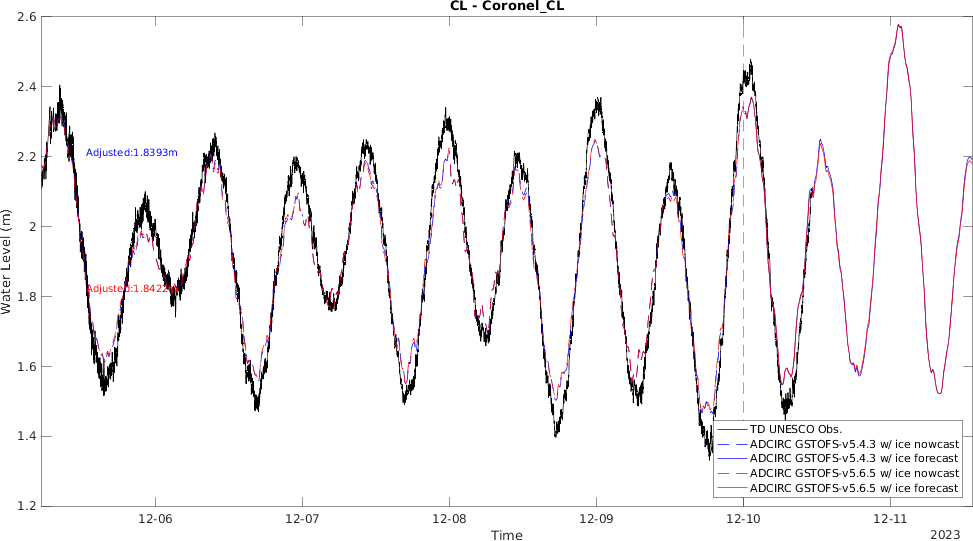 CL - Coronel_CL
2.6
2.4
2.2
2
1.8
1.6
1.4
1.2
Water Level (m)
Adjusted:1.8393m
Adjusted:1.8422m
TD UNESCO Obs.
ADCIRC GSTOFS-v5.4.3 w/ ice nowcast
ADCIRC GSTOFS-v5.4.3 w/ ice forecast
ADCIRC GSTOFS-v5.6.5 w/ ice nowcast
ADCIRC GSTOFS-v5.6.5 w/ ice forecast
12-06 12-07 12-08 12-09 12-10 12-11
Time
2023